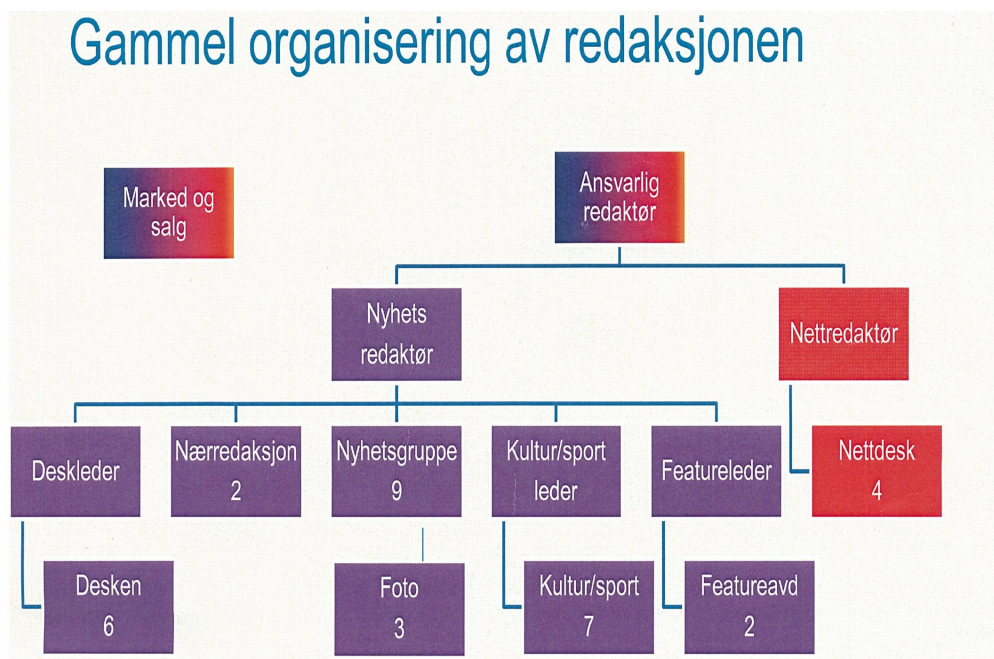 Gammel organisering av redaksjonen
Marked og
salg
Ansvarlig
redaktør
Nyhets
redaktør
Nettredaktør
Deskleder
Nærredaksjon
2
Nyhetsgruppe
9
Kultur/sport
leder
Featureleder
Nettdesk
4
Desken
6
Foto
3
Kultur/sport
7
Featureavd
2